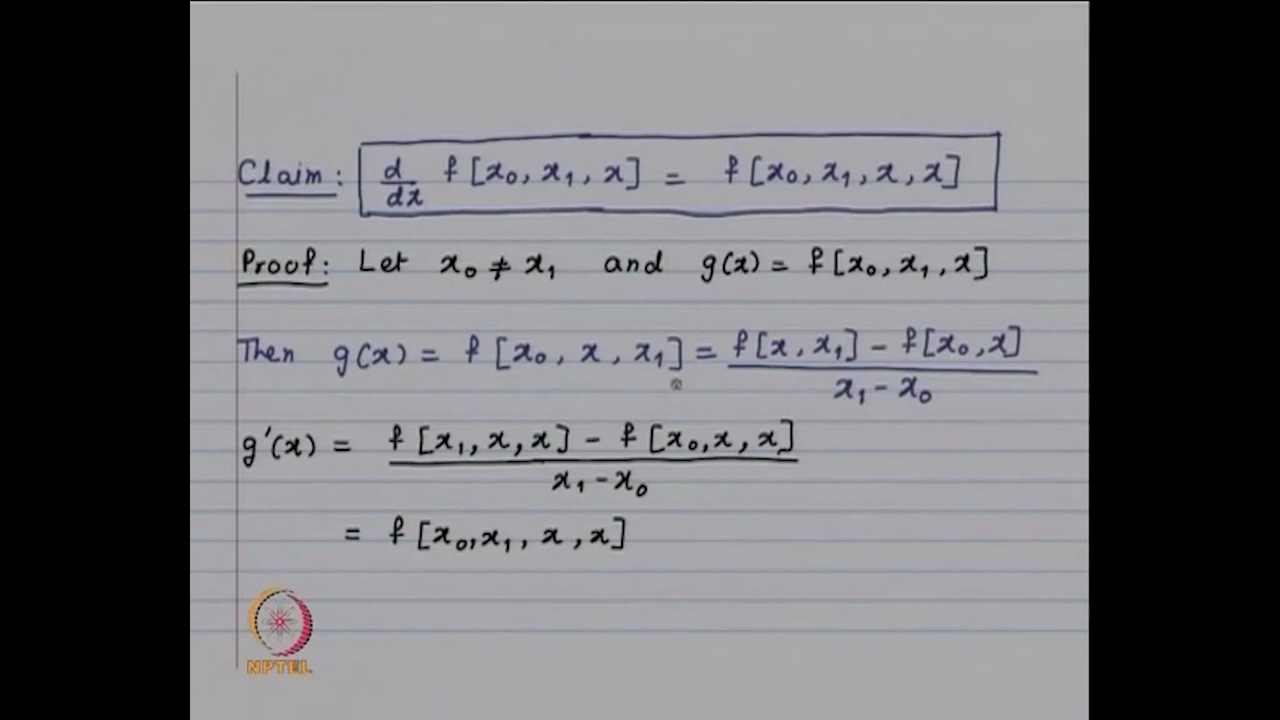 Claim: d/dx f[x₀, x₁, x] = f[x₀, x₁, x, x]
Proof: Let x₀ ≠ x₁ and g(x) = f[x₀, x₁, x]
Then g(x) = f[x₀, x, x₁] = (f[x, x₁] - f[x₀, x]) / (x₁ - x₀)
g'(x) = (f[x₁, x, x] - f[x₀, x, x]) / (x₁ - x₀)
= f[x₀, x₁, x, x]
NPTEL